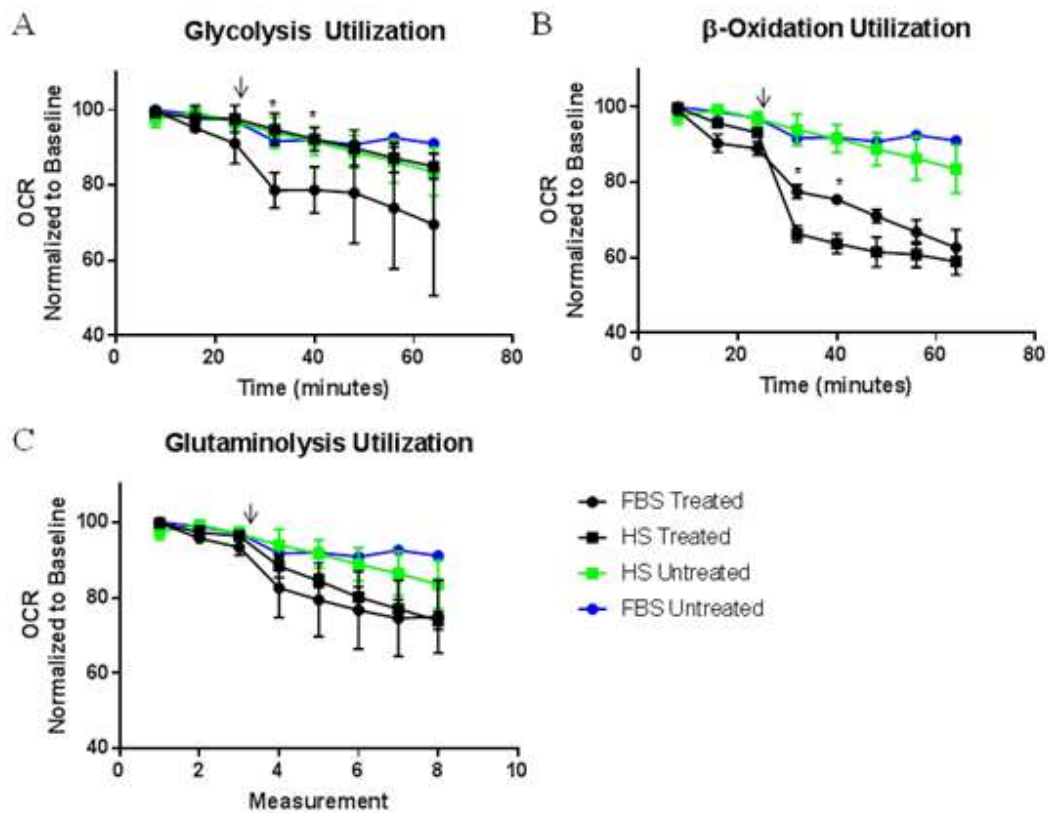 A
Glycolysis Utilization
OCR
Normalized to Baseline
100
80
60
40
0
20
40
60
80
Time (minutes)
*
*
B
β-Oxidation Utilization
OCR
Normalized to Baseline
100
80
60
40
0
20
40
60
80
Time (minutes)
*
*
C
Glutaminolysis Utilization
OCR
Normalized to Baseline
100
80
60
40
0
2
4
6
8
10
Measurement
FBS Treated
HS Treated
HS Untreated
FBS Untreated